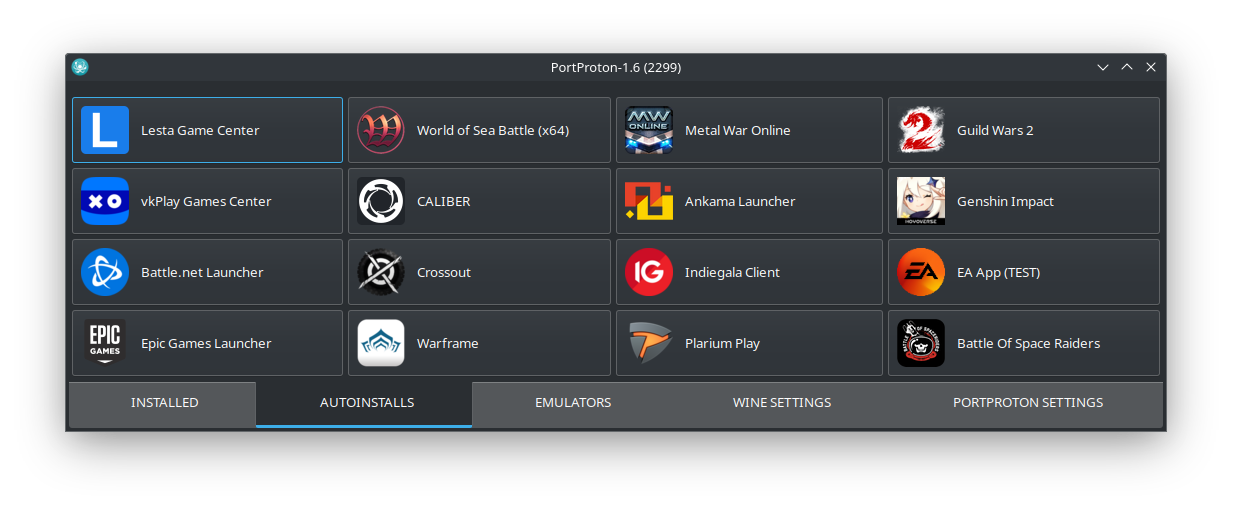 PortProton-1.6 (2299)
L Lesta Game Center
World of Sea Battle (x64)
MW ONLINE Metal War Online
2 Guild Wars 2
XO vkPlay Games Center
CALIBER
Ankama Launcher
HOYOVERSE Genshin Impact
Battle.net Launcher
Crossout
IG Indiegala Client
EA EA App (TEST)
EPIC GAMES Epic Games Launcher
Warframe
Plarium Play
Battle Of Space Raiders
INSTALLED
AUTOINSTALLS
EMULATORS
WINE SETTINGS
PORTPROTON SETTINGS